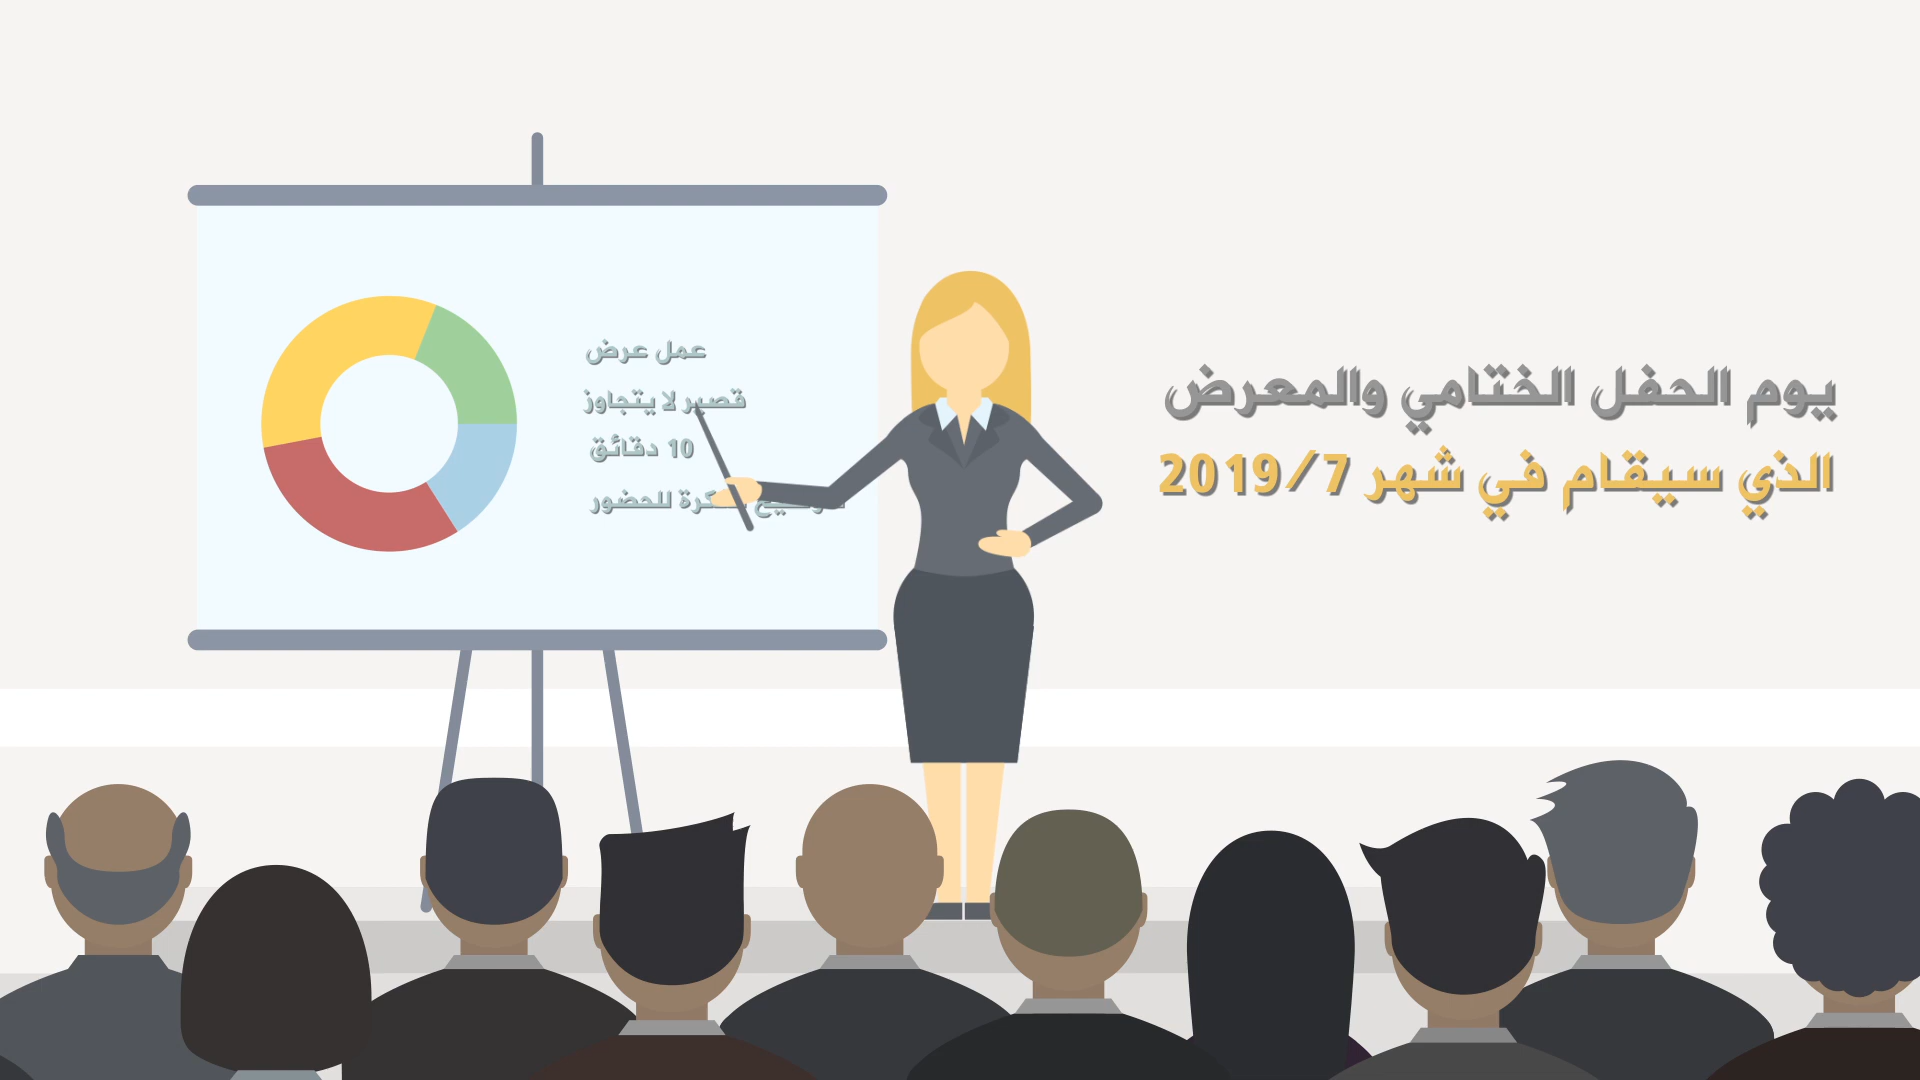 يوم الحفل الختامي والمعرض
الذي سيقام في شهر 2019/7
عمل عرض
قصير لا يتجاوز
10 دقائق
للحضور